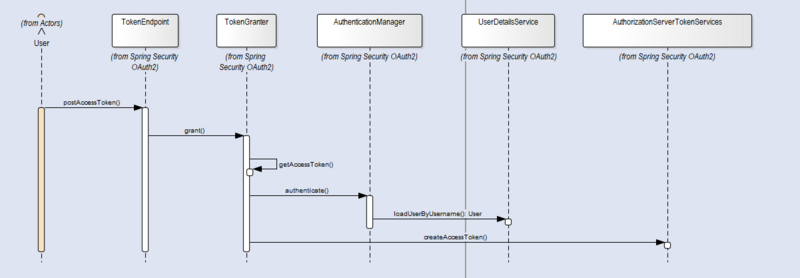 (from Actors)
User
TokenEndpoint
(from Spring Security
OAuth2)
TokenGranter
(from Spring
Security OAuth2)
AuthenticationManager
(from Spring Security OAuth2)
UserDetailsService
(from Spring Security OAuth2)
AuthorizationServerTokenServices
(from Spring Security OAuth2)
postAccessToken()
grant()
getAccessToken()
authenticate()
loadUserByUsername(): User
createAccessToken()